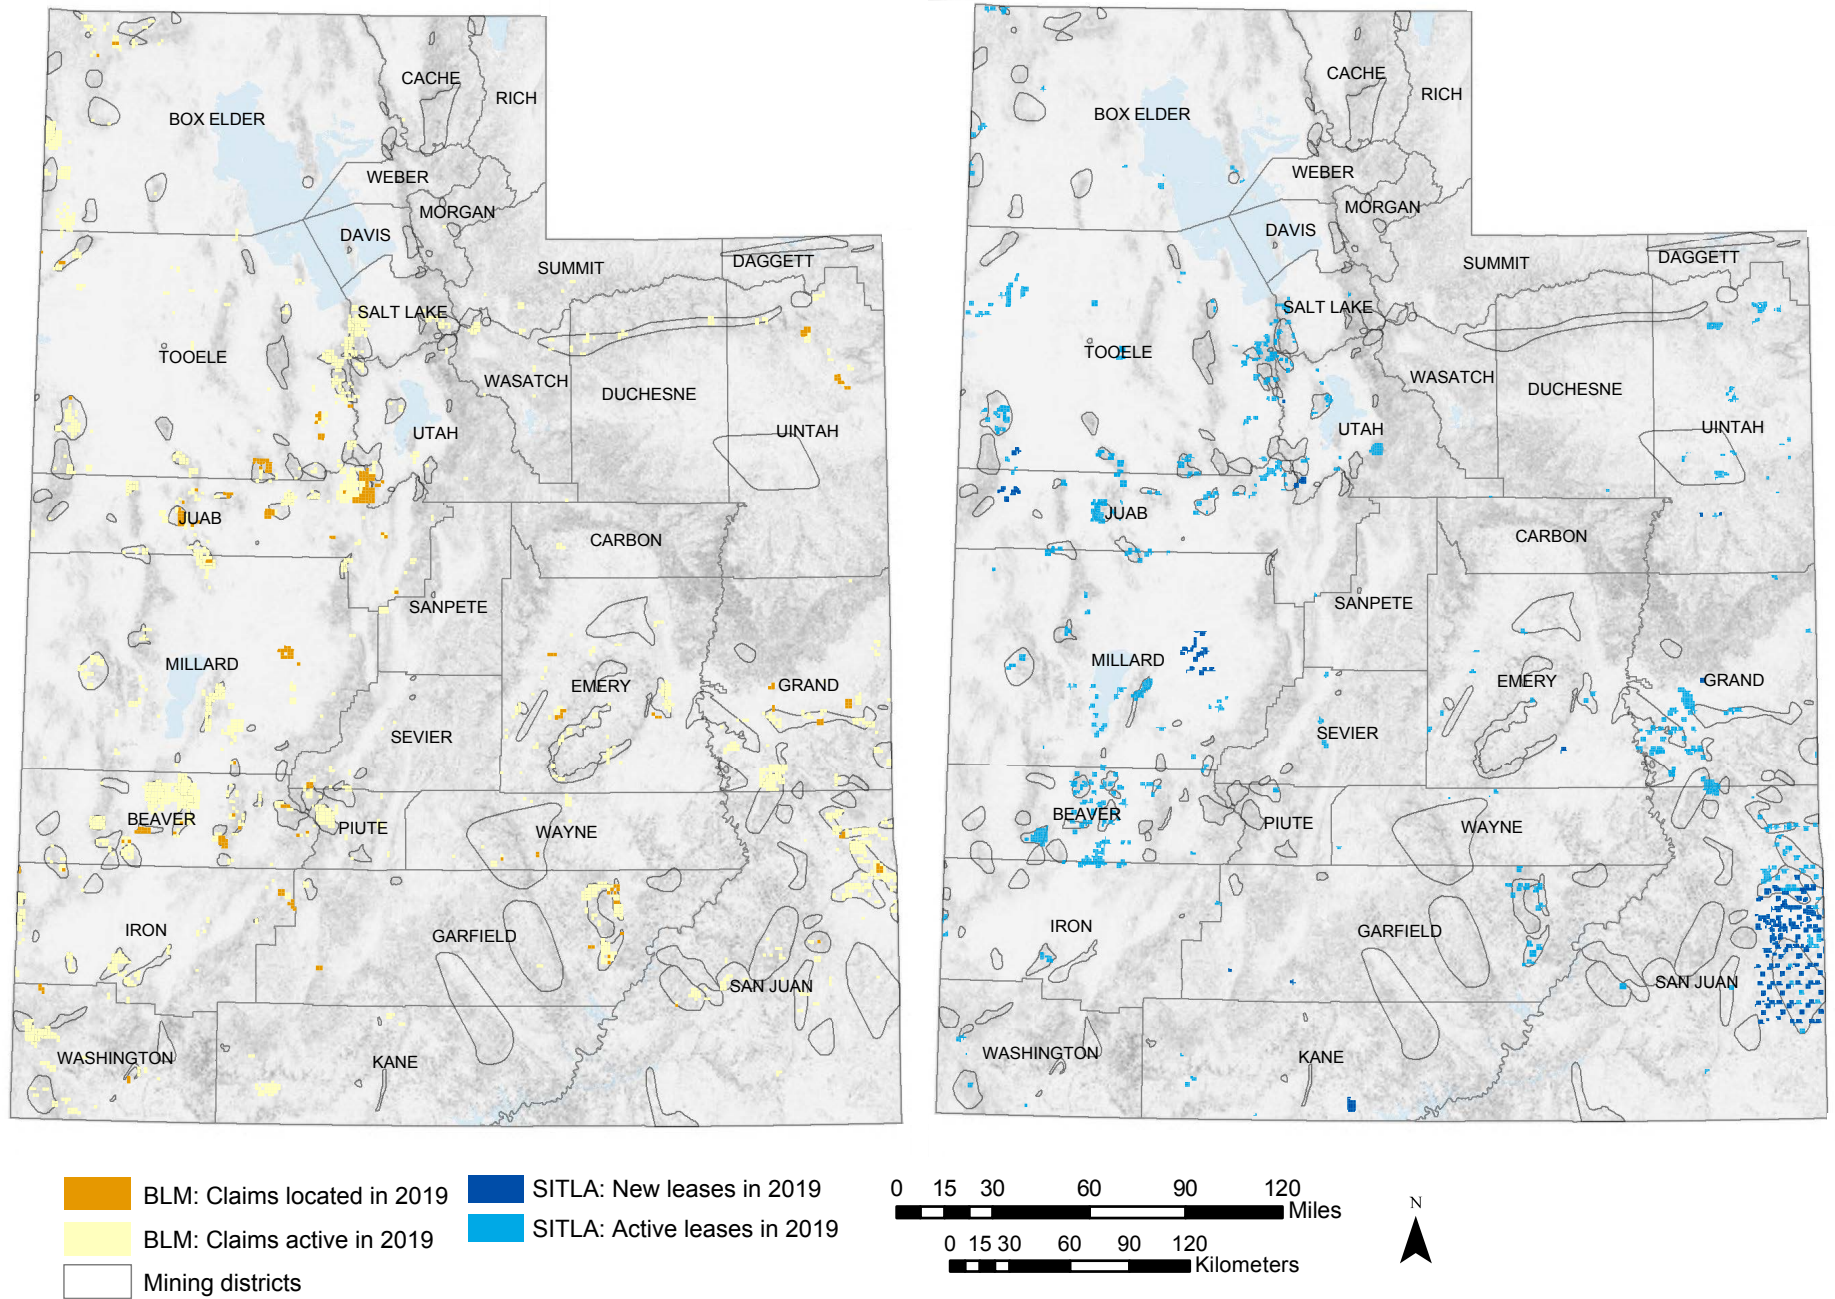 CACHE
RICH
BOX ELDER
WEBER
MORGAN
DAVIS
SUMMIT
DAGGETT
SALT LAKE
TOOELE
WASATCH
DUCHESNE
UTAH
UINTAH
JUAB
CARBON
SANPETE
MILLARD
EMERY
GRAND
SEVIER
BEAVER
PIUTE
WAYNE
IRON
GARFIELD
SAN JUAN
WASHINGTON
KANE
CACHE
RICH
BOX ELDER
WEBER
MORGAN
DAVIS
SUMMIT
DAGGETT
SALT LAKE
TOOELE
WASATCH
DUCHESNE
UTAH
UINTAH
JUAB
CARBON
SANPETE
MILLARD
EMERY
GRAND
SEVIER
BEAVER
PIUTE
WAYNE
IRON
GARFIELD
SAN JUAN
WASHINGTON
KANE
BLM: Claims located in 2019
BLM: Claims active in 2019
Mining districts
SITLA: New leases in 2019
SITLA: Active leases in 2019
0 15 30 60 90 120
Miles
0 15 30 60 90 120
Kilometers
N